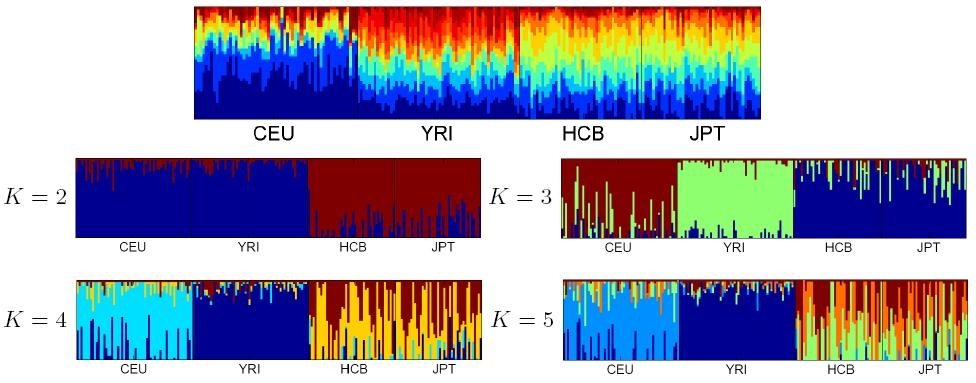 CEU YRI HCB JPT
K = 2
CEU YRI HCB JPT
K = 3
CEU YRI HCB JPT
K = 4
CEU YRI HCB JPT
K = 5
CEU YRI HCB JPT